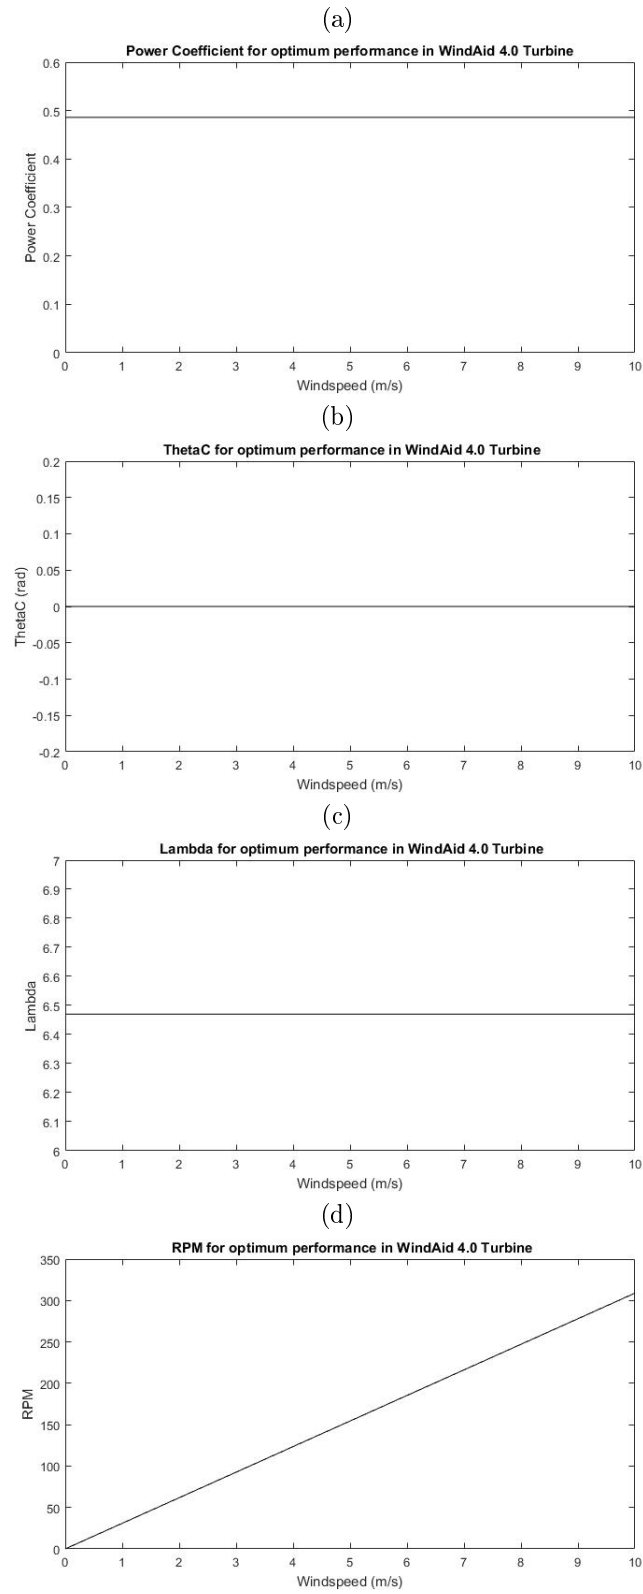 (a)
Power Coefficient for optimum performance in WindAid 4.0 Turbine
0.6
0.5
0.4
0.3
0.2
0.1
0
Power Coefficient
0 1 2 3 4 5 6 7 8 9 10
Windspeed (m/s)
(b)
ThetaC for optimum performance in WindAid 4.0 Turbine
0.2
0.15
0.1
0.05
0
-0.05
-0.1
-0.15
-0.2
ThetaC (rad)
0 1 2 3 4 5 6 7 8 9 10
Windspeed (m/s)
(c)
Lambda for optimum performance in WindAid 4.0 Turbine
7
6.9
6.8
6.7
6.6
6.5
6.4
6.3
6.2
6.1
6
Lambda
0 1 2 3 4 5 6 7 8 9 10
Windspeed (m/s)
(d)
RPM for optimum performance in WindAid 4.0 Turbine
350
300
250
200
150
100
50
0
RPM
0 1 2 3 4 5 6 7 8 9 10
Windspeed (m/s)